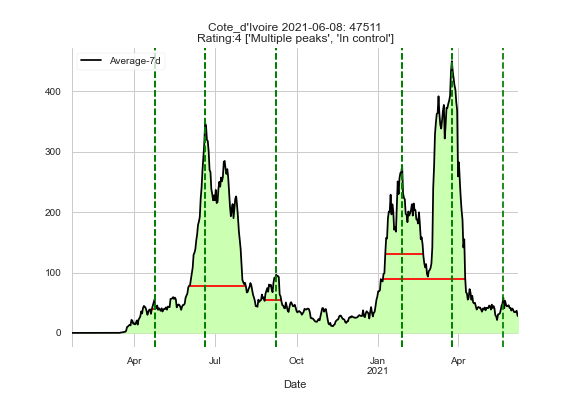 Cote_d'Ivoire 2021-06-08: 47511
Rating:4 ['Multiple peaks', 'In control']
Average-7d
400
300
200
100
0
Apr
Jul
Oct
Jan
2021
Apr
Date